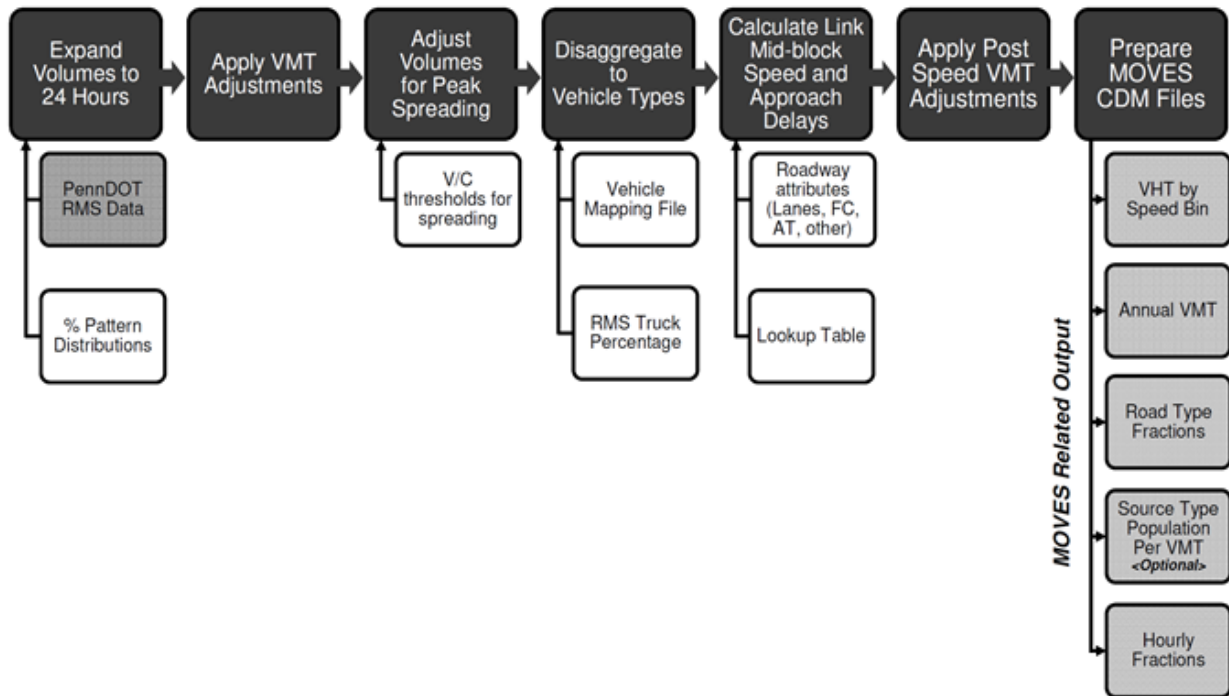 Expand
Volumes to
24 Hours
Apply VMT
Adjustments
Adjust
Volumes
for Peak
Spreading
Disaggregate
to
Vehicle Types
Calculate Link
Mid-block
Speed and
Approach
Delays
Apply Post
Speed VMT
Adjustments
Prepare
MOVES
CDM Files
PennDOT
RMS Data
% Pattern
Distributions
V/C
thresholds for
spreading
Vehicle
Mapping File
RMS Truck
Percentage
Roadway
attributes
(Lanes, FC,
AT, other)
Lookup Table
MOVES Related Output
VHT by
Speed Bin
Annual VMT
Road Type
Fractions
Source Type
Population
Per VMT
<Optional>
Hourly
Fractions